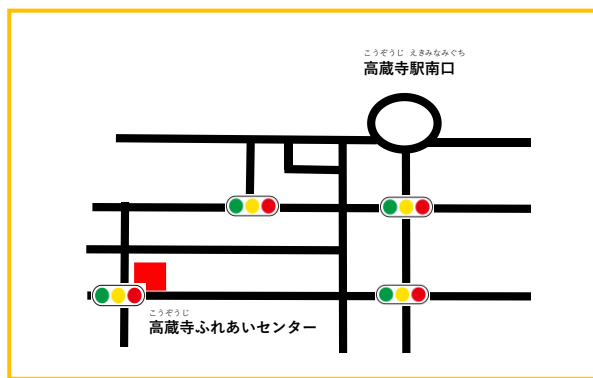 こうぞうじ えきみなみぐち
高蔵寺駅南口
こうぞうじ
高蔵寺ふれあいセンター